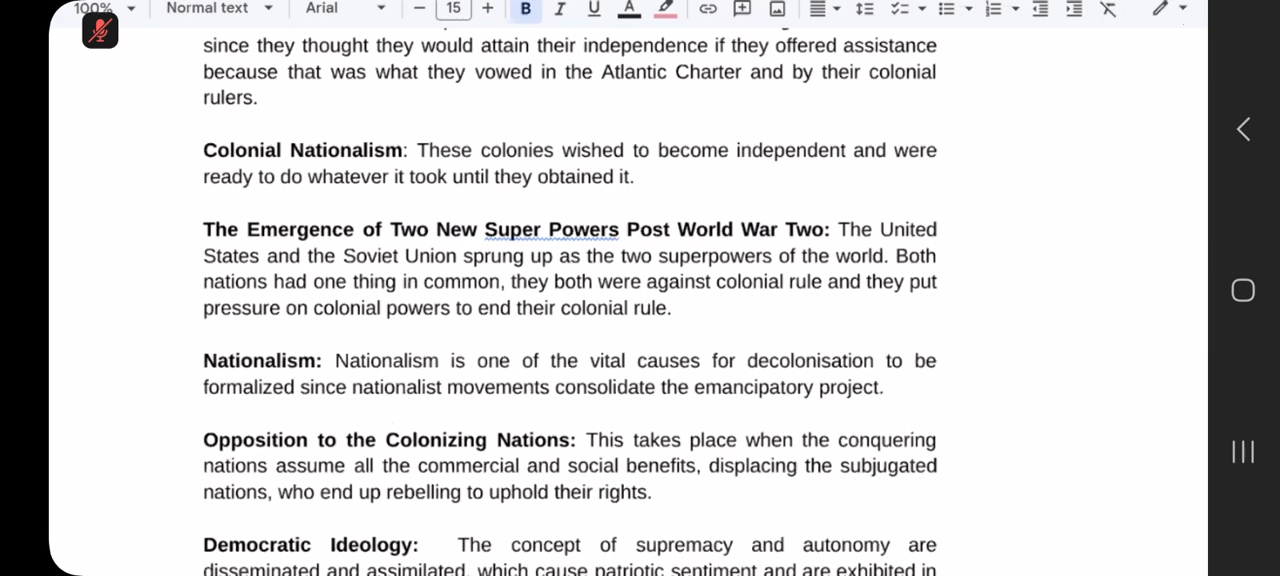 100% Normal text Arial − 15 + B I U A
since they thought they would attain their independence if they offered assistance
because that was what they vowed in the Atlantic Charter and by their colonial
rulers.
Colonial Nationalism: These colonies wished to become independent and were
ready to do whatever it took until they obtained it.
The Emergence of Two New Super Powers Post World War Two: The United
States and the Soviet Union sprung up as the two superpowers of the world. Both
nations had one thing in common, they both were against colonial rule and they put
pressure on colonial powers to end their colonial rule.
Nationalism: Nationalism is one of the vital causes for decolonisation to be
formalized since nationalist movements consolidate the emancipatory project.
Opposition to the Colonizing Nations: This takes place when the conquering
nations assume all the commercial and social benefits, displacing the subjugated
nations, who end up rebelling to uphold their rights.
Democratic Ideology: The concept of supremacy and autonomy are
disseminated and assimilated, which cause patriotic sentiment and are exhibited in